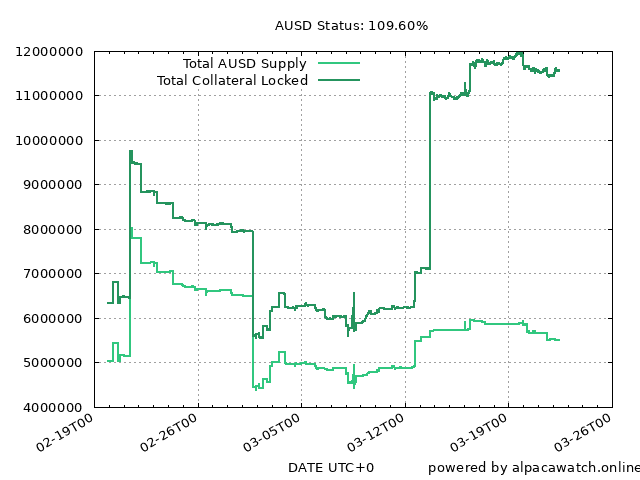 AUSD Status: 109.60%
12000000
11000000
10000000
9000000
8000000
7000000
6000000
5000000
4000000
Total AUSD Supply
Total Collateral Locked
02-19T00
02-26T00
03-05T00
03-12T00
03-19T00
03-26T00
DATE UTC+0
powered by alpacawatch.online